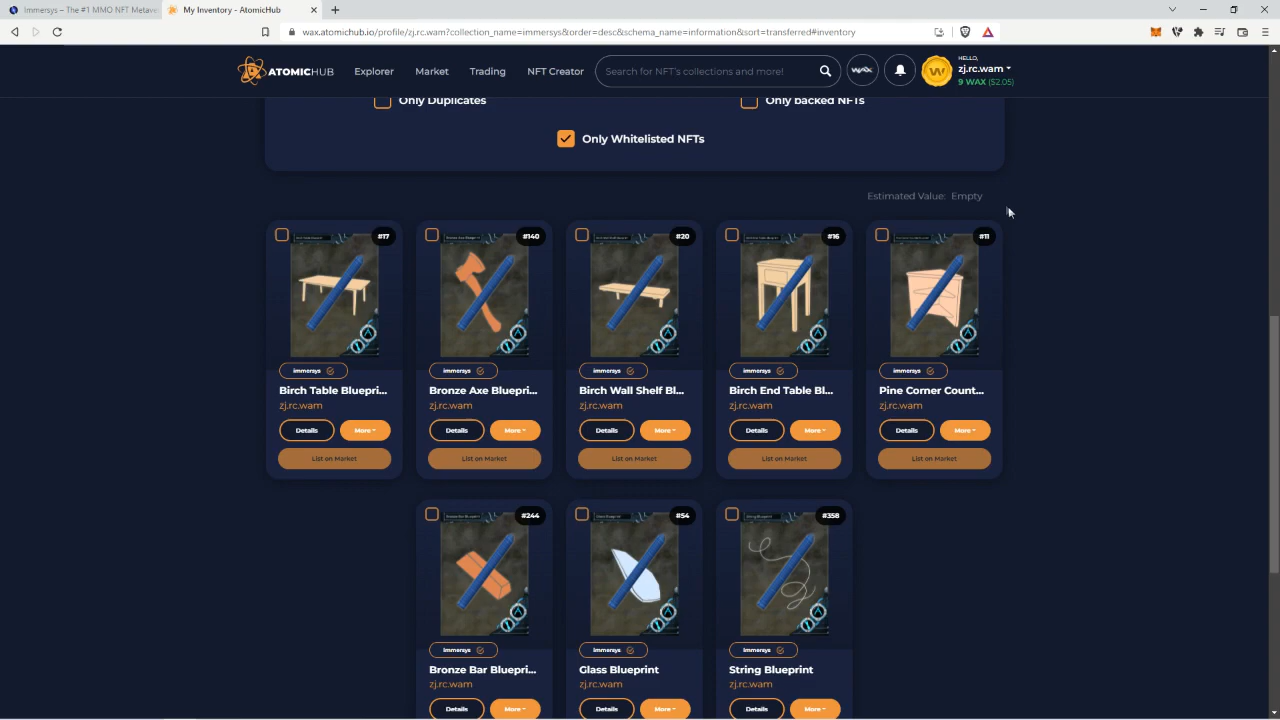 Immersys – The #1 MMO NFT Metave
My Inventory - AtomicHub
wax.atomichub.io/profile/zj.rc.wam?collection_name=immersys&order=desc&schema_name=information&sort=transferred#inventory
ATOMICHUB Explorer Market Trading NFT Creator Search for NFT's collections and more! HELLO, zj.rc.wam 9 WAX ($2.05)
Only Duplicates Only backed NFTs
Only Whitelisted NFTs
Estimated Value: Empty
#17 #140 #20 #16 #11
immersys immersys immersys immersys immersys
Birch Table Bluepri... Bronze Axe Bluepri... Birch Wall Shelf Bl... Birch End Table Bl... Pine Corner Count...
zj.rc.wam zj.rc.wam zj.rc.wam zj.rc.wam zj.rc.wam
Details More Details More Details More Details More Details More
List on Market List on Market List on Market List on Market List on Market
#244 #54 #358
immersys immersys immersys
Bronze Bar Bluepri... Glass Blueprint String Blueprint
zj.rc.wam zj.rc.wam zj.rc.wam
Details More Details More Details More